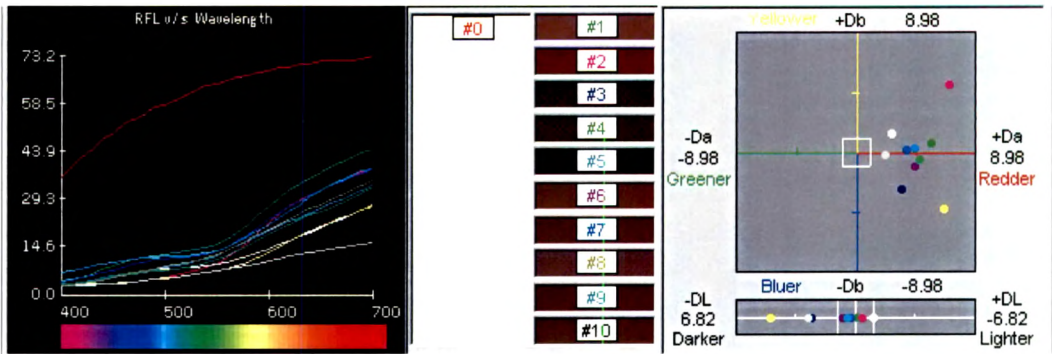 RFL v/s Wavelength
73.2
58.5
43.9
29.3
14.6
0.0
400 500 600 700
#0
#1
#2
#3
#4
#5
#6
#7
#8
#9
#10
Yellower +Db 8.98
-Da
-8.98
Greener
+Da
8.98
Redder
Bluer -Db -8.98
-DL
6.82
Darker
+DL
-6.82
Lighter